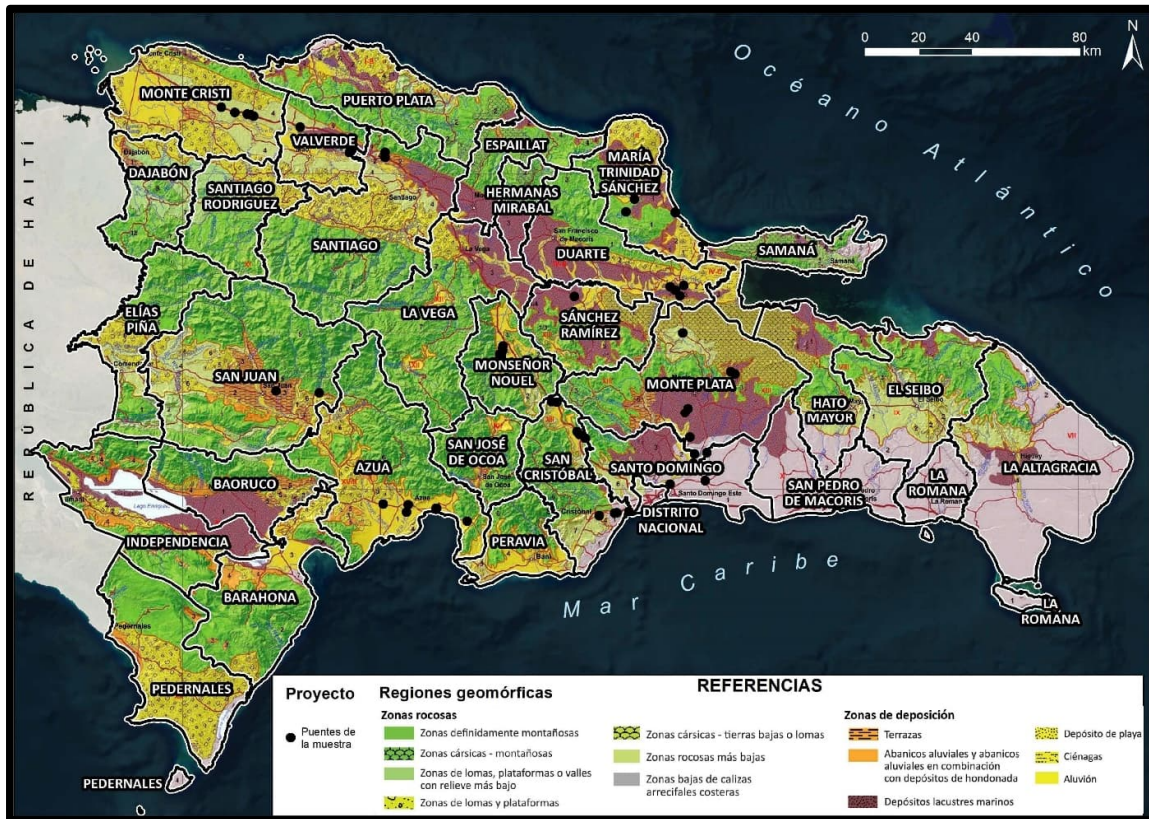 N
0 20 40 60 80
km
Océano Atlántico
REPÚBLICA DE HAITÍ
MONTE CRISTI
PUERTO PLATA
VALVERDE
ESPAILLAT
MARÍA
TRINIDAD
SÁNCHEZ
DAJABÓN
SANTIAGO
RODRIGUEZ
HERMANAS
MIRABAL
SANTIAGO
DUARTE
SAMANÁ
ELÍAS
PIÑA
LA VEGA
SÁNCHEZ
RAMÍREZ
SAN JUAN
MONSEÑOR
NOUEL
MONTE PLATA
EL SEIBO
HATO
MAYOR
SAN JOSÉ
DE OCOA
SAN
CRISTÓBAL
AZUA
BAORUCO
SANTO DOMINGO
SAN PEDRO
DE MACORIS
LA
ROMANA
LA ALTAGRACIA
DISTRITO
NACIONAL
INDEPENDENCIA
PERAVIA
BARAHONA
Mar Caribe
LA
ROMÁNA
PEDERNALES
PEDERNALES
REFERENCIAS
Proyecto
Puentes de
la muestra
Regiones geomórficas
Zonas rocosas
Zonas definidamente montañosas
Zonas cársicas - montañosas
Zonas de lomas, plataformas o valles
con relieve más bajo
Zonas de lomas y plataformas
Zonas cársicas - tierras bajas o lomas
Zonas rocosas más bajas
Zonas bajas de calizas
arrecifales costeras
Zonas de deposición
Terrazas
Abanicos aluviales y abanicos
aluviales en combinación
con depósitos de hondonada
Depósitos lacustres marinos
Depósito de playa
Ciénagas
Aluvión